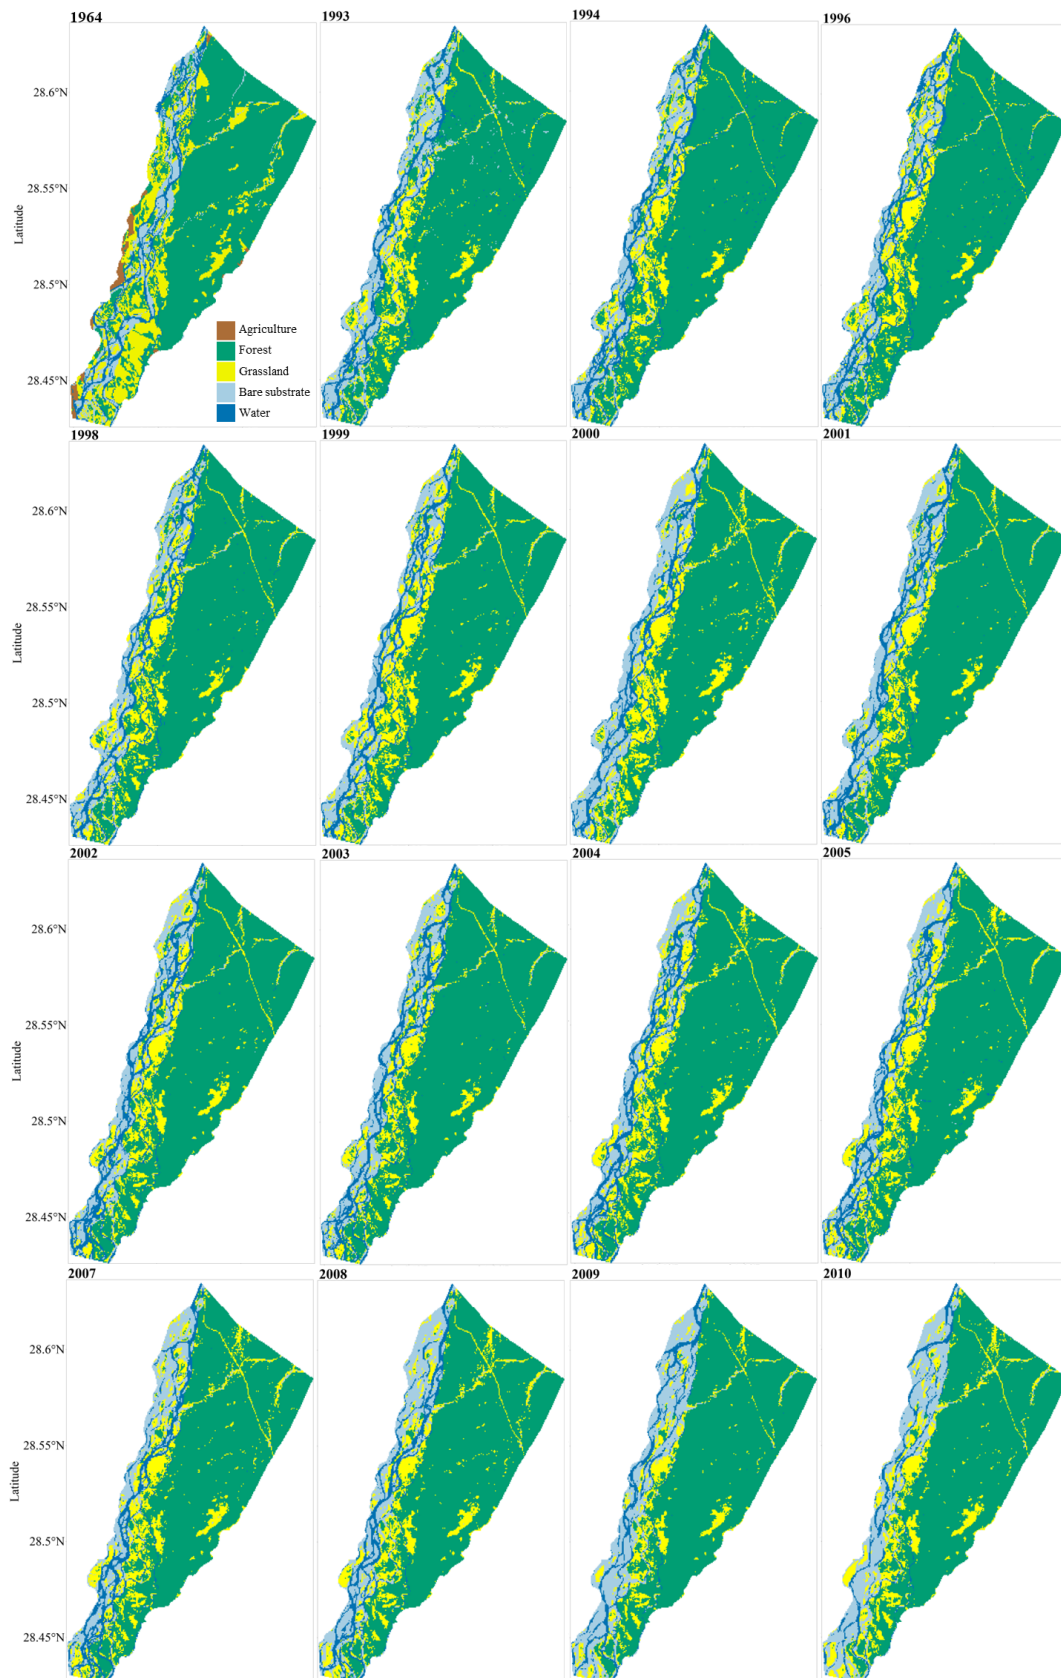 1964 1993 1994 1996
28.6°N
28.55°N
Latitude
28.5°N
Agriculture
Forest
Grassland
28.45°N
Bare substrate
Water
1998 1999 2000 2001
28.6°N
28.55°N
Latitude
28.5°N
28.45°N
2002 2003 2004 2005
28.6°N
28.55°N
Latitude
28.5°N
28.45°N
2007 2008 2009 2010
28.6°N
28.55°N
Latitude
28.5°N
28.45°N